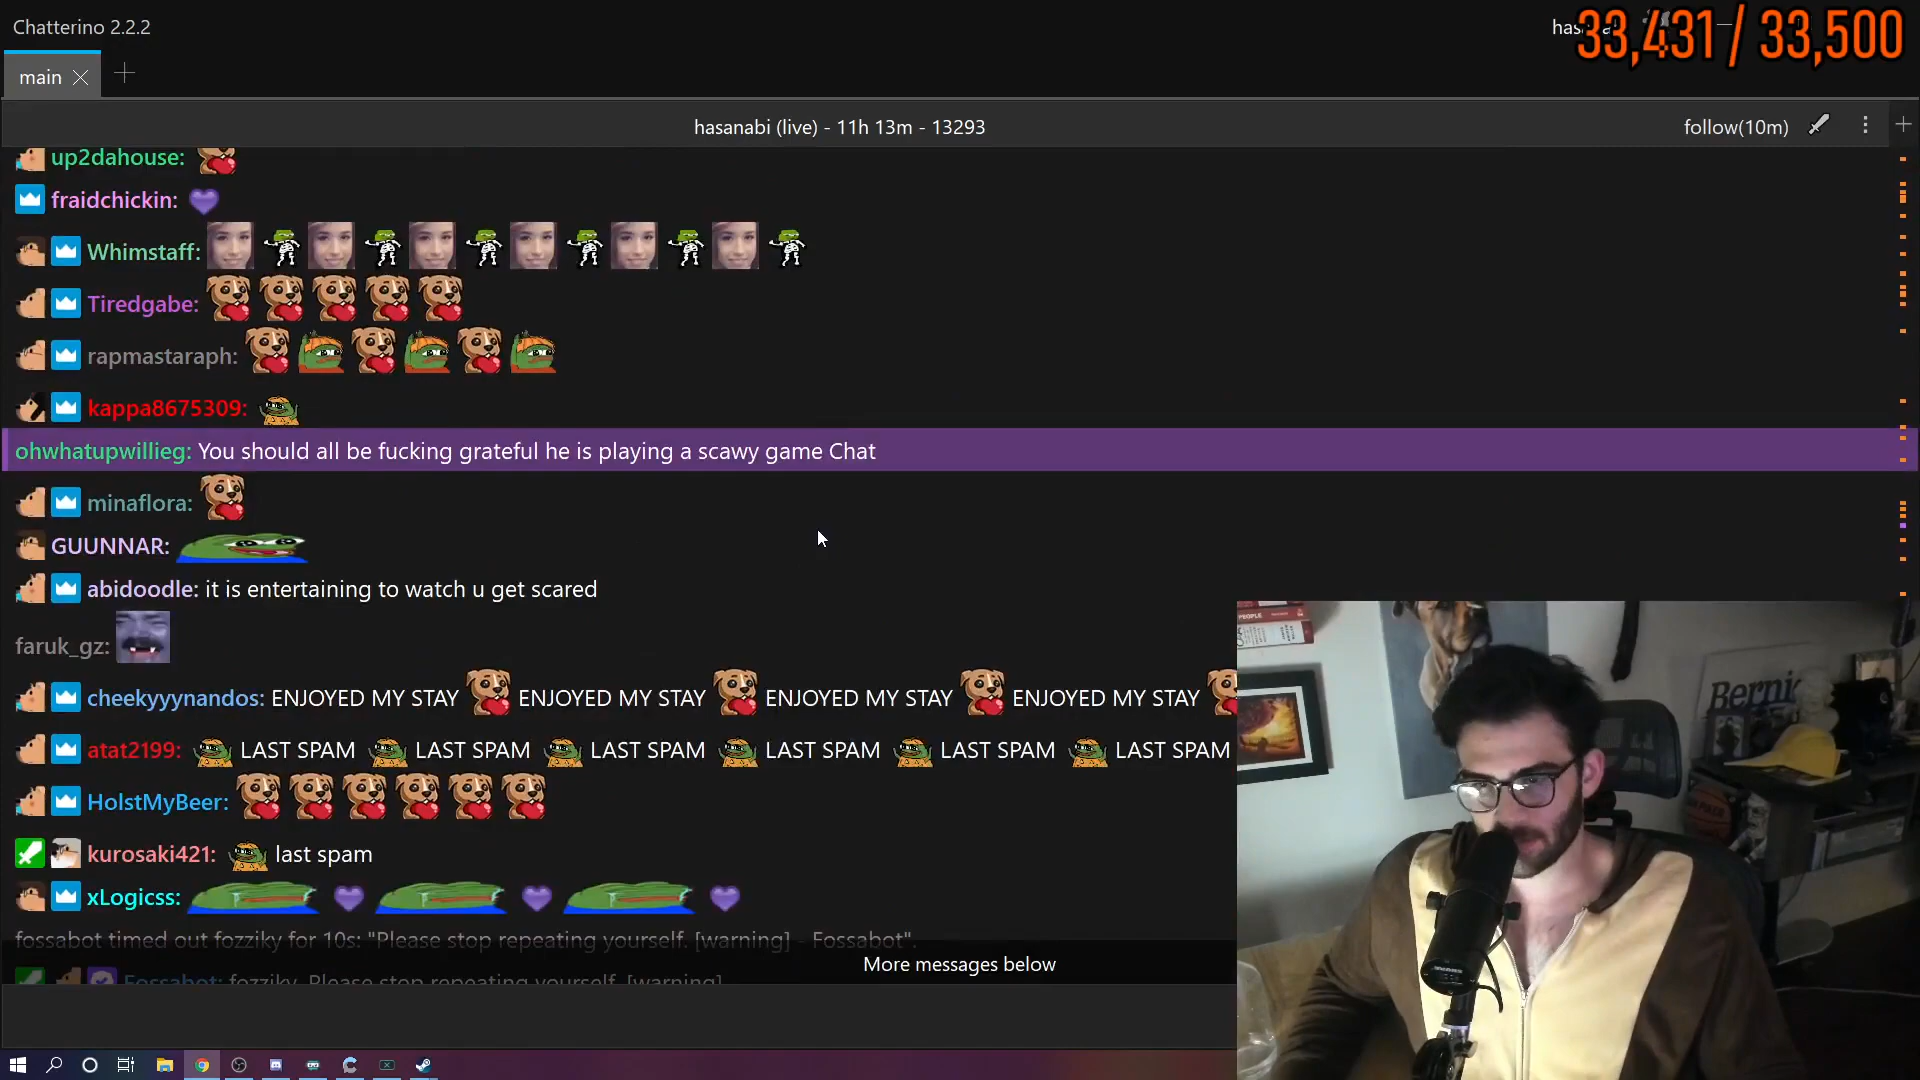 Chatterino 2.2.2
33,431 / 33,500
main
hasanabi (live) - 11h 13m - 13293
follow(10m)
up2dahouse:
fraidchickin:
Whimstaff:
Tiredgabe:
rapmastaraph:
kappa8675309:
ohwhatupwillieg: You should all be fucking grateful he is playing a scawy game Chat
minaflora:
GUUNNAR:
abidoodle: it is entertaining to watch u get scared
faruk_gz:
cheekyyynandos: ENJOYED MY STAY ENJOYED MY STAY ENJOYED MY STAY ENJOYED MY STAY
atat2199: LAST SPAM LAST SPAM LAST SPAM LAST SPAM LAST SPAM LAST SPAM
HolstMyBeer:
kurosaki421: last spam
xLogicss:
fossabot timed out fozziky for 10s: "Please stop repeating yourself. [warning] - Fossabot".
More messages below
Fossabot: fozziky, Please stop repeating yourself. [warning]
PEOPLE
Bernie